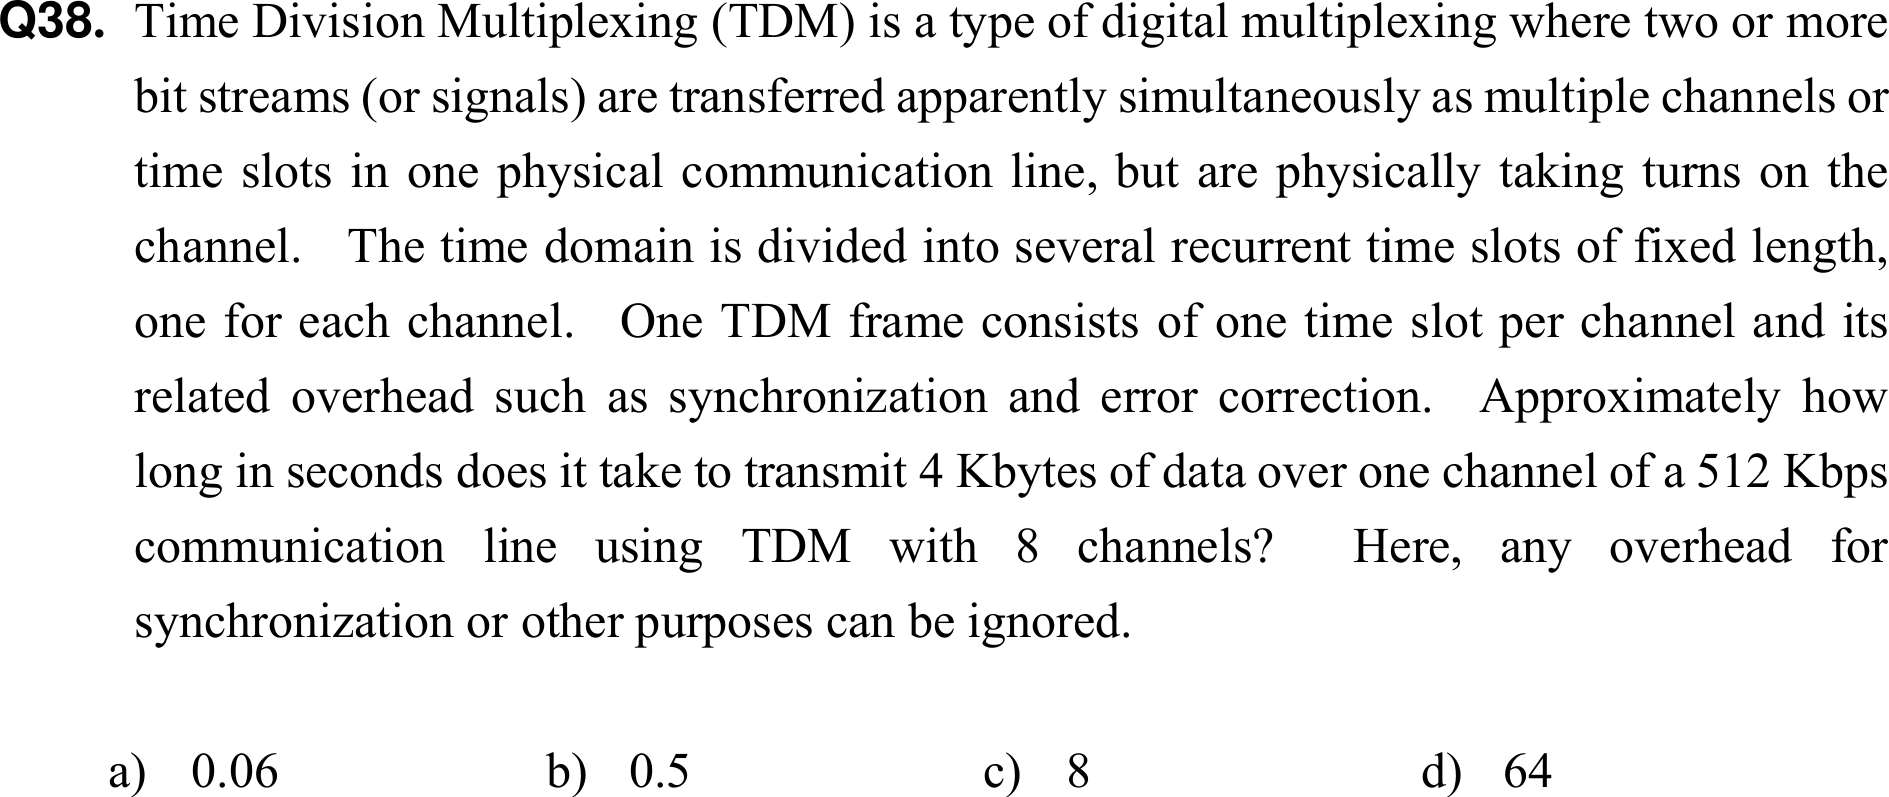 Q38. Time Division Multiplexing (TDM) is a type of digital multiplexing where two or more
bit streams (or signals) are transferred apparently simultaneously as multiple channels or
time slots in one physical communication line, but are physically taking turns on the
channel. The time domain is divided into several recurrent time slots of fixed length,
one for each channel. One TDM frame consists of one time slot per channel and its
related overhead such as synchronization and error correction. Approximately how
long in seconds does it take to transmit 4 Kbytes of data over one channel of a 512 Kbps
communication line using TDM with 8 channels? Here, any overhead for
synchronization or other purposes can be ignored.
a) 0.06 b) 0.5 c) 8 d) 64